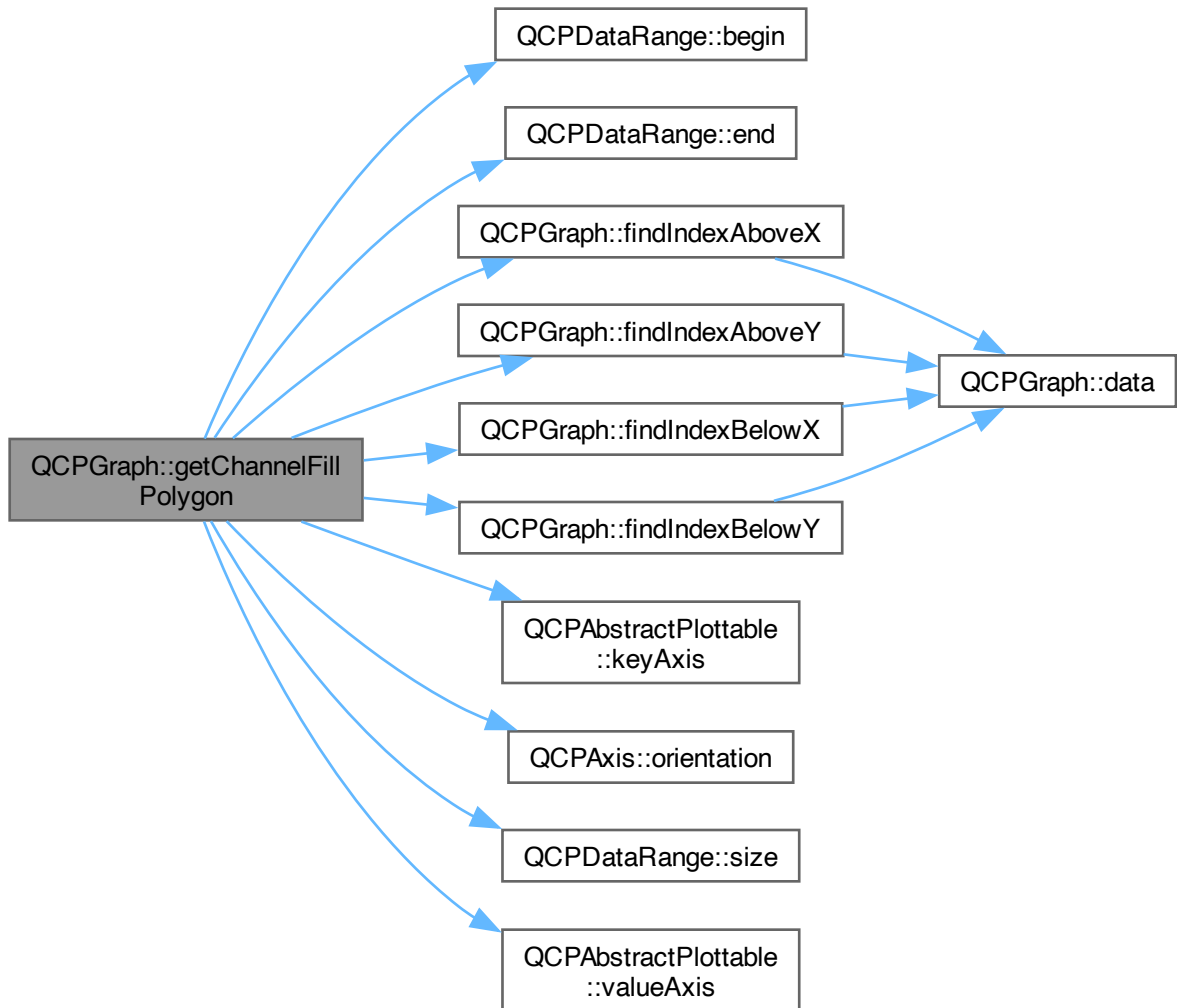 QCPDataRange::begin
QCPDataRange::end
QCPGraph::findIndexAboveX
QCPGraph::findIndexAboveY
QCPGraph::data
QCPGraph::findIndexBelowX
QCPGraph::getChannelFill
Polygon
QCPGraph::findIndexBelowY
QCPAbstractPlottable
::keyAxis
QCPAxis::orientation
QCPDataRange::size
QCPAbstractPlottable
::valueAxis